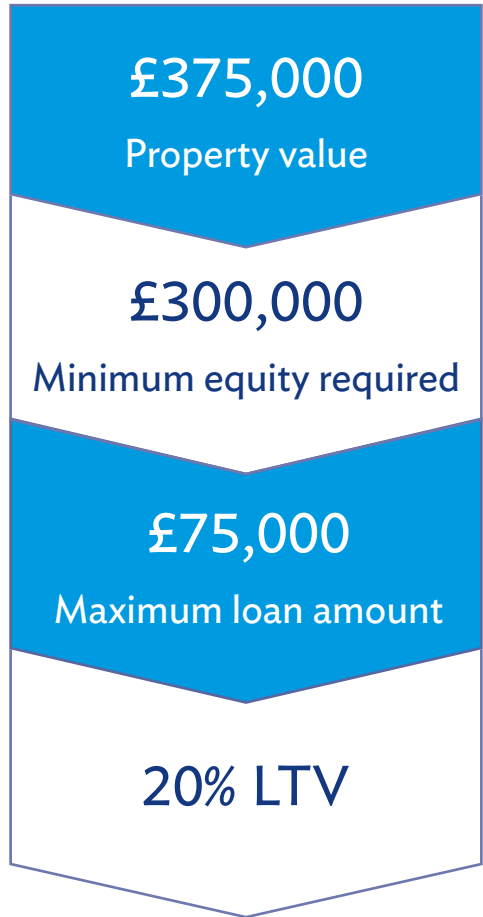 £375,000
Property value
£300,000
Minimum equity required
£75,000
Maximum loan amount
20% LTV